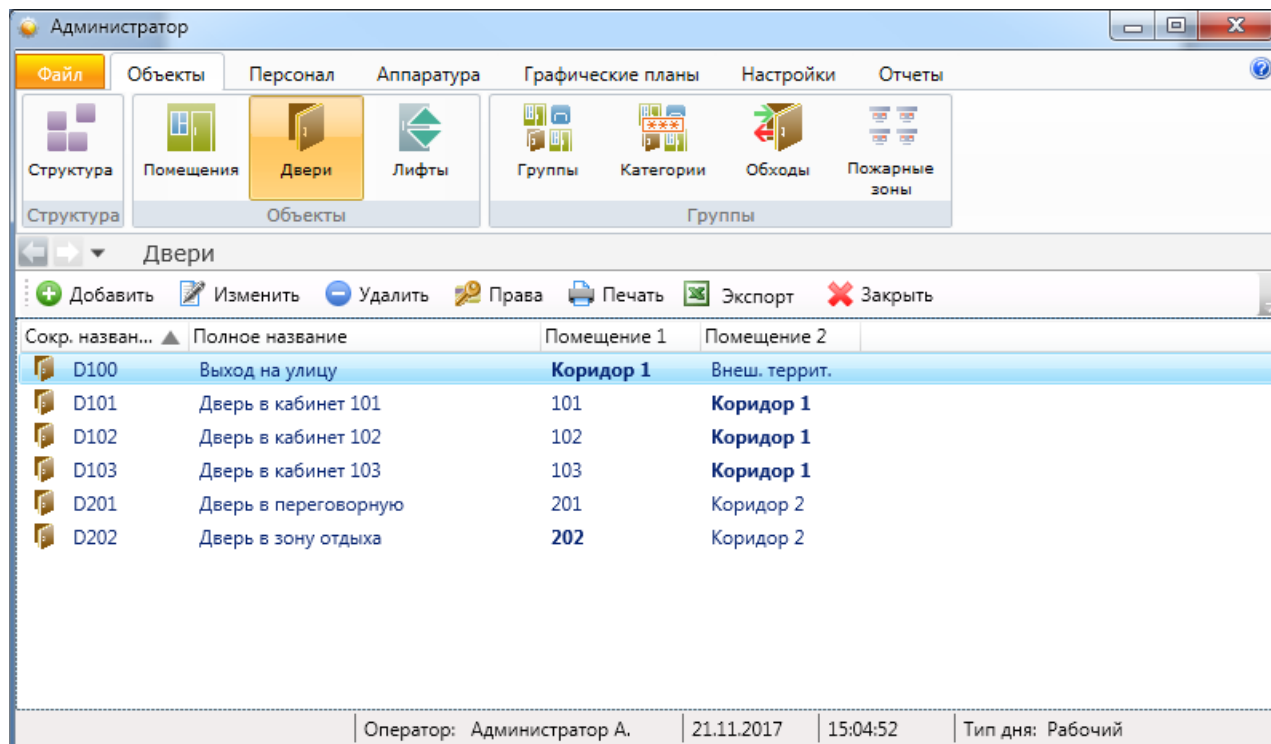 Администратор
Файл Объекты Персонал Аппаратура Графические планы Настройки Отчеты
Структура Помещения Двери Лифты Группы Категории Обходы Пожарные зоны
Структура Объекты Группы
Двери
Добавить Изменить Удалить Права Печать Экспорт Закрыть
Сокр. назван... Полное название Помещение 1 Помещение 2
D100 Выход на улицу Коридор 1 Внеш. террит.
D101 Дверь в кабинет 101 101 Коридор 1
D102 Дверь в кабинет 102 102 Коридор 1
D103 Дверь в кабинет 103 103 Коридор 1
D201 Дверь в переговорную 201 Коридор 2
D202 Дверь в зону отдыха 202 Коридор 2
Оператор: Администратор А. 21.11.2017 15:04:52 Тип дня: Рабочий